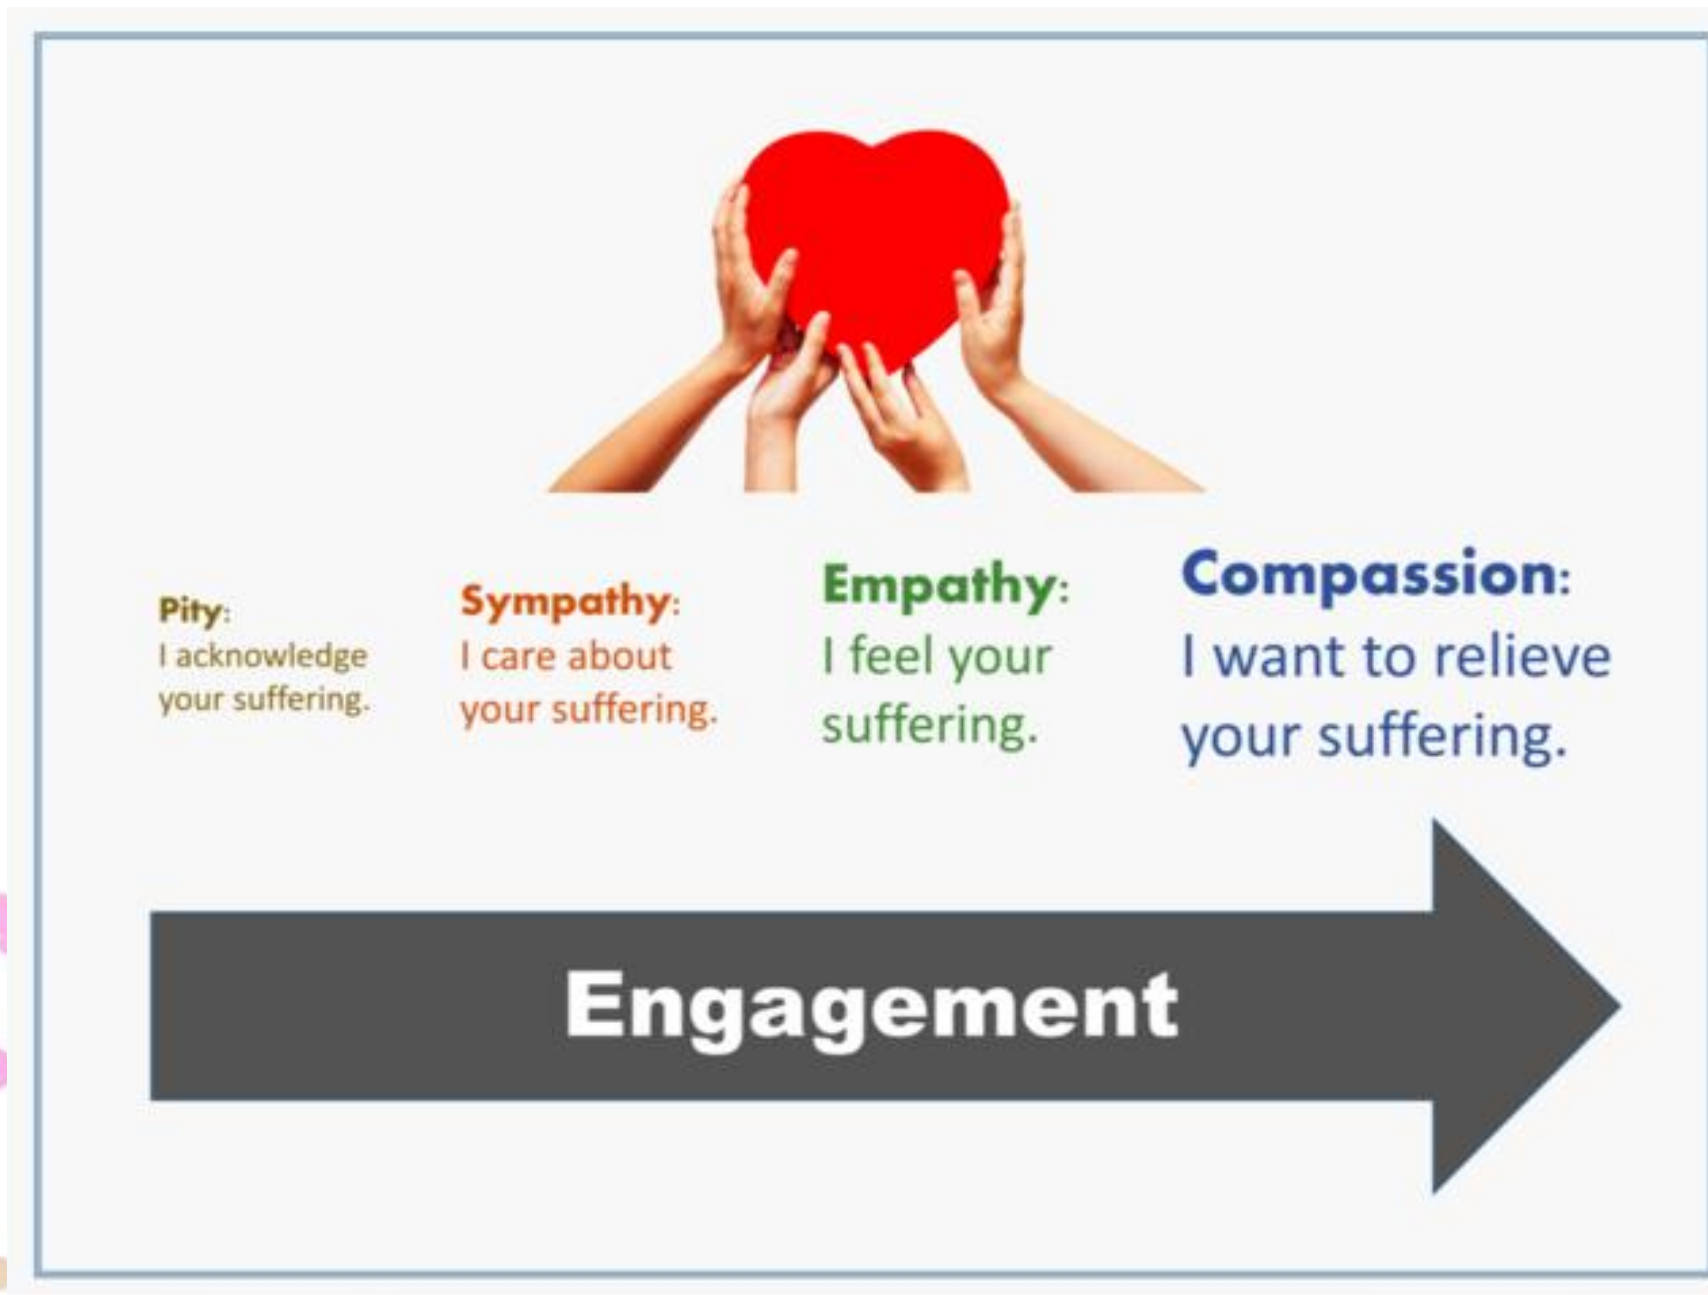 Pity:
I acknowledge
your suffering.
Sympathy:
I care about
your suffering.
Empathy:
I feel your
suffering.
Compassion:
I want to relieve
your suffering.
Engagement